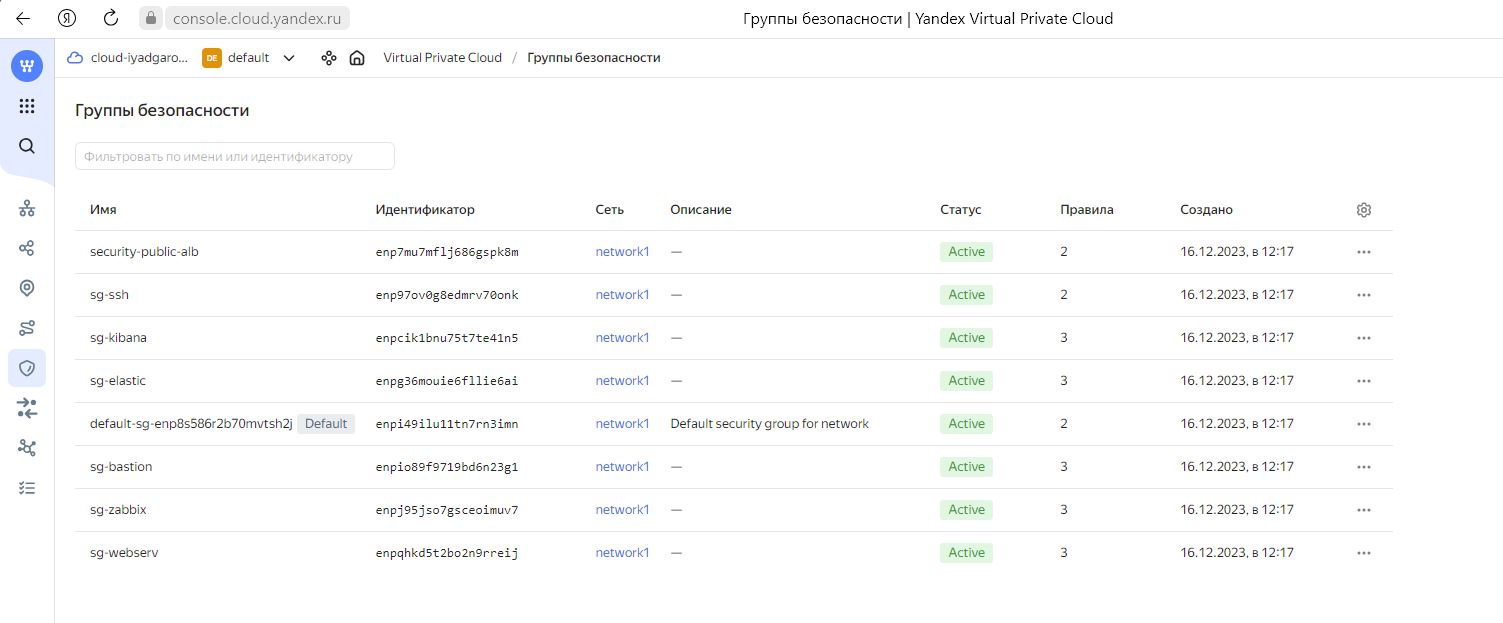 console.cloud.yandex.ru Группы безопасности | Yandex Virtual Private Cloud
cloud-iyadgaro... DE default Virtual Private Cloud / Группы безопасности
Группы безопасности
Фильтровать по имени или идентификатору
Имя Идентификатор Сеть Описание Статус Правила Создано
security-public-alb enp7mu7mflj686gspk8m network1 — Active 2 16.12.2023, в 12:17
sg-ssh enp97ov0g8edmrv70onk network1 — Active 2 16.12.2023, в 12:17
sg-kibana enpcik1bnu75t7te41n5 network1 — Active 3 16.12.2023, в 12:17
sg-elastic enpg36mouie6fllie6ai network1 — Active 3 16.12.2023, в 12:17
default-sg-enp8s586r2b70mvtsh2j Default enpi49ilu11tn7rn3imn network1 Default security group for network Active 2 16.12.2023, в 12:17
sg-bastion enpio89f9719bd6n23g1 network1 — Active 3 16.12.2023, в 12:17
sg-zabbix enpj95jso7gsceoimuv7 network1 — Active 3 16.12.2023, в 12:17
sg-webserv enpqhkd5t2bo2n9rreij network1 — Active 3 16.12.2023, в 12:17